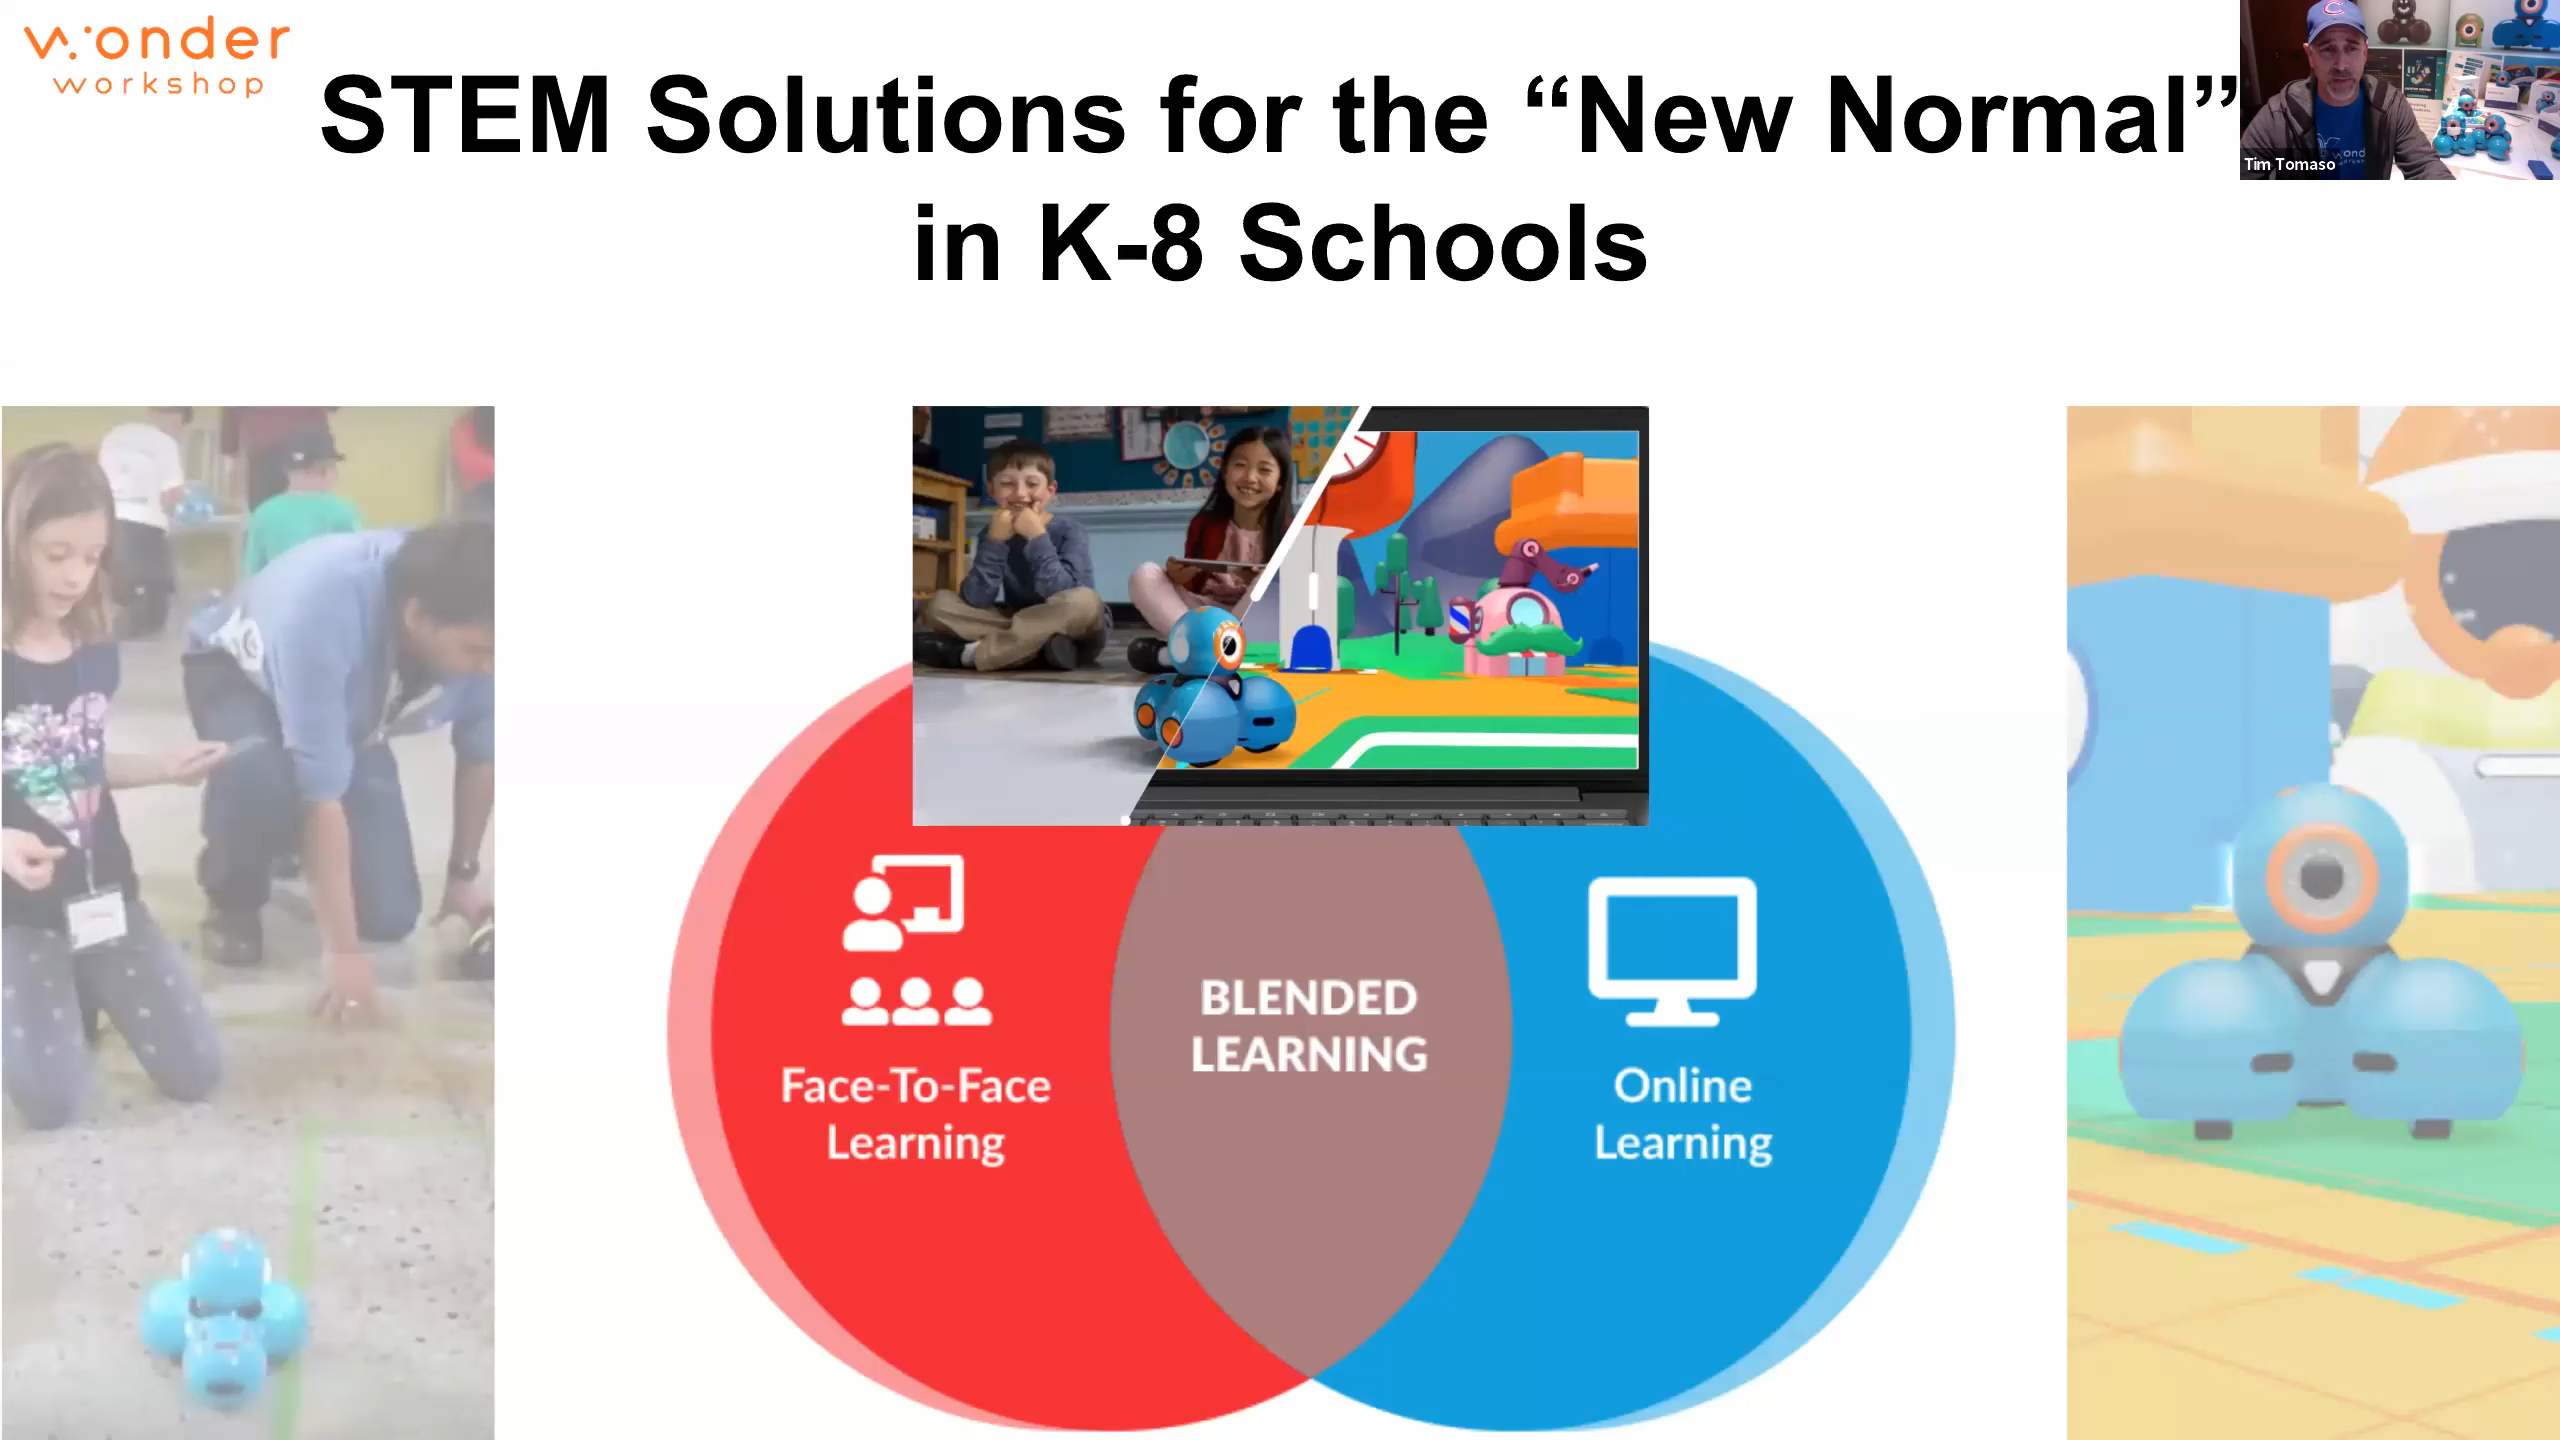 wonder
workshop
STEM Solutions for the “New Normal”
in K-8 Schools
Tim Tomaso
BLENDED
LEARNING
Face-To-Face
Learning
Online
Learning